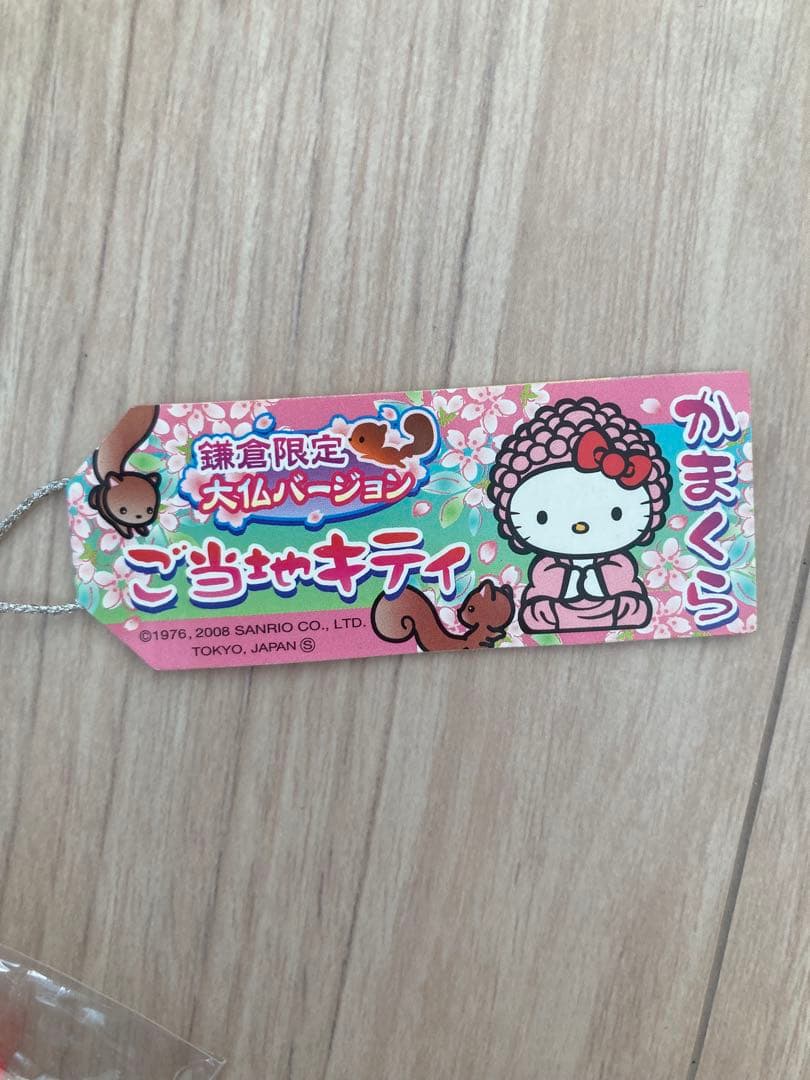 鎌倉限定
大仏バージョン
ご当地キティ
かまくら
©1976, 2008 SANRIO CO., LTD.
TOKYO, JAPAN Ⓢ